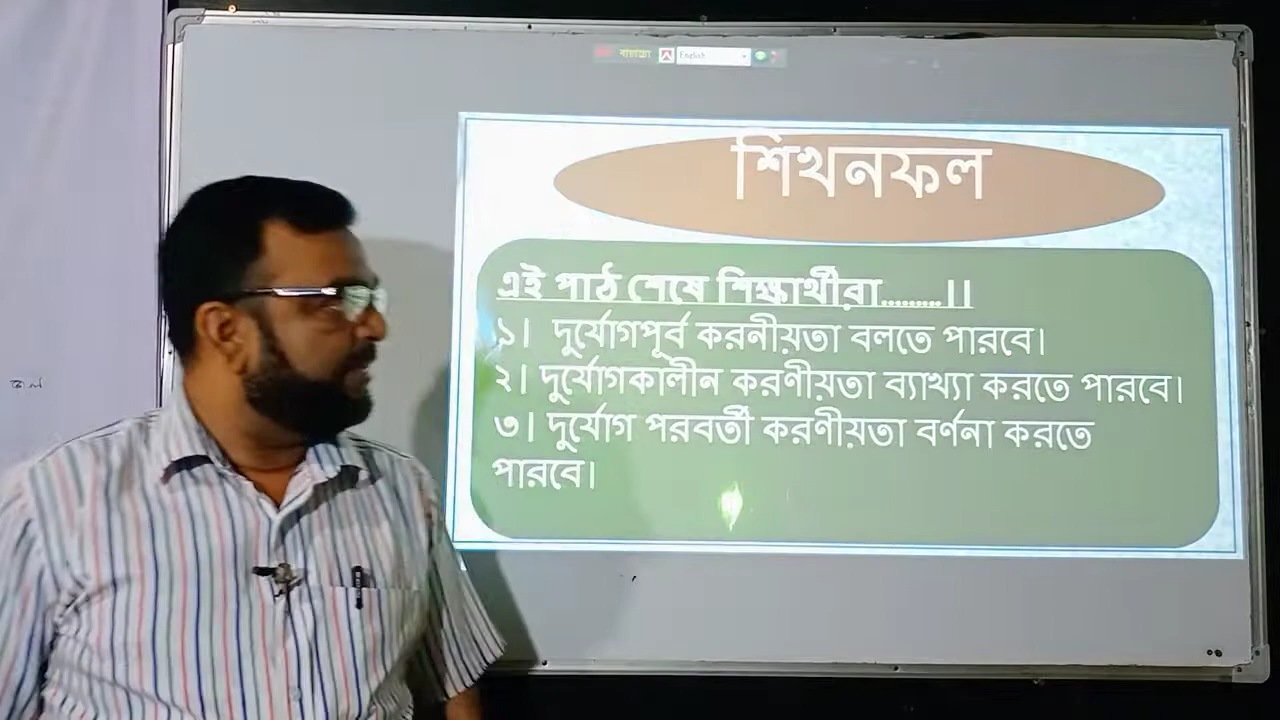 বায়ান্নো English
শিখনফল
এই পাঠ শেষে শিক্ষার্থীরা.........।।
১। দুর্যোগপূর্ব করনীয়তা বলতে পারবে।
২। দুর্যোগকালীন করণীয়তা ব্যাখ্যা করতে পারবে।
৩। দুর্যোগ পরবর্তী করণীয়তা বর্ণনা করতে
পারবে।